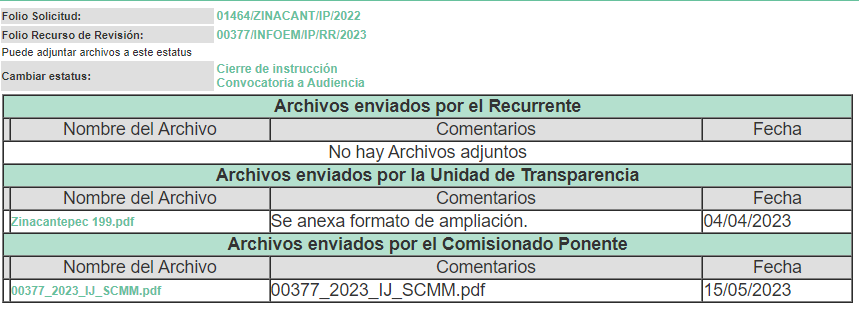 Folio Solicitud: 01464/ZINACANT/IP/2022
Folio Recurso de Revisión: 00377/INFOEM/IP/RR/2023
Puede adjuntar archivos a este estatus
Cambiar estatus: Cierre de instrucción
Convocatoria a Audiencia
Archivos enviados por el Recurrente
Nombre del Archivo Comentarios Fecha
No hay Archivos adjuntos
Archivos enviados por la Unidad de Transparencia
Nombre del Archivo Comentarios Fecha
Zinacantepec 199.pdf Se anexa formato de ampliación. 04/04/2023
Archivos enviados por el Comisionado Ponente
Nombre del Archivo Comentarios Fecha
00377_2023_IJ_SCMM.pdf 00377_2023_IJ_SCMM.pdf 15/05/2023